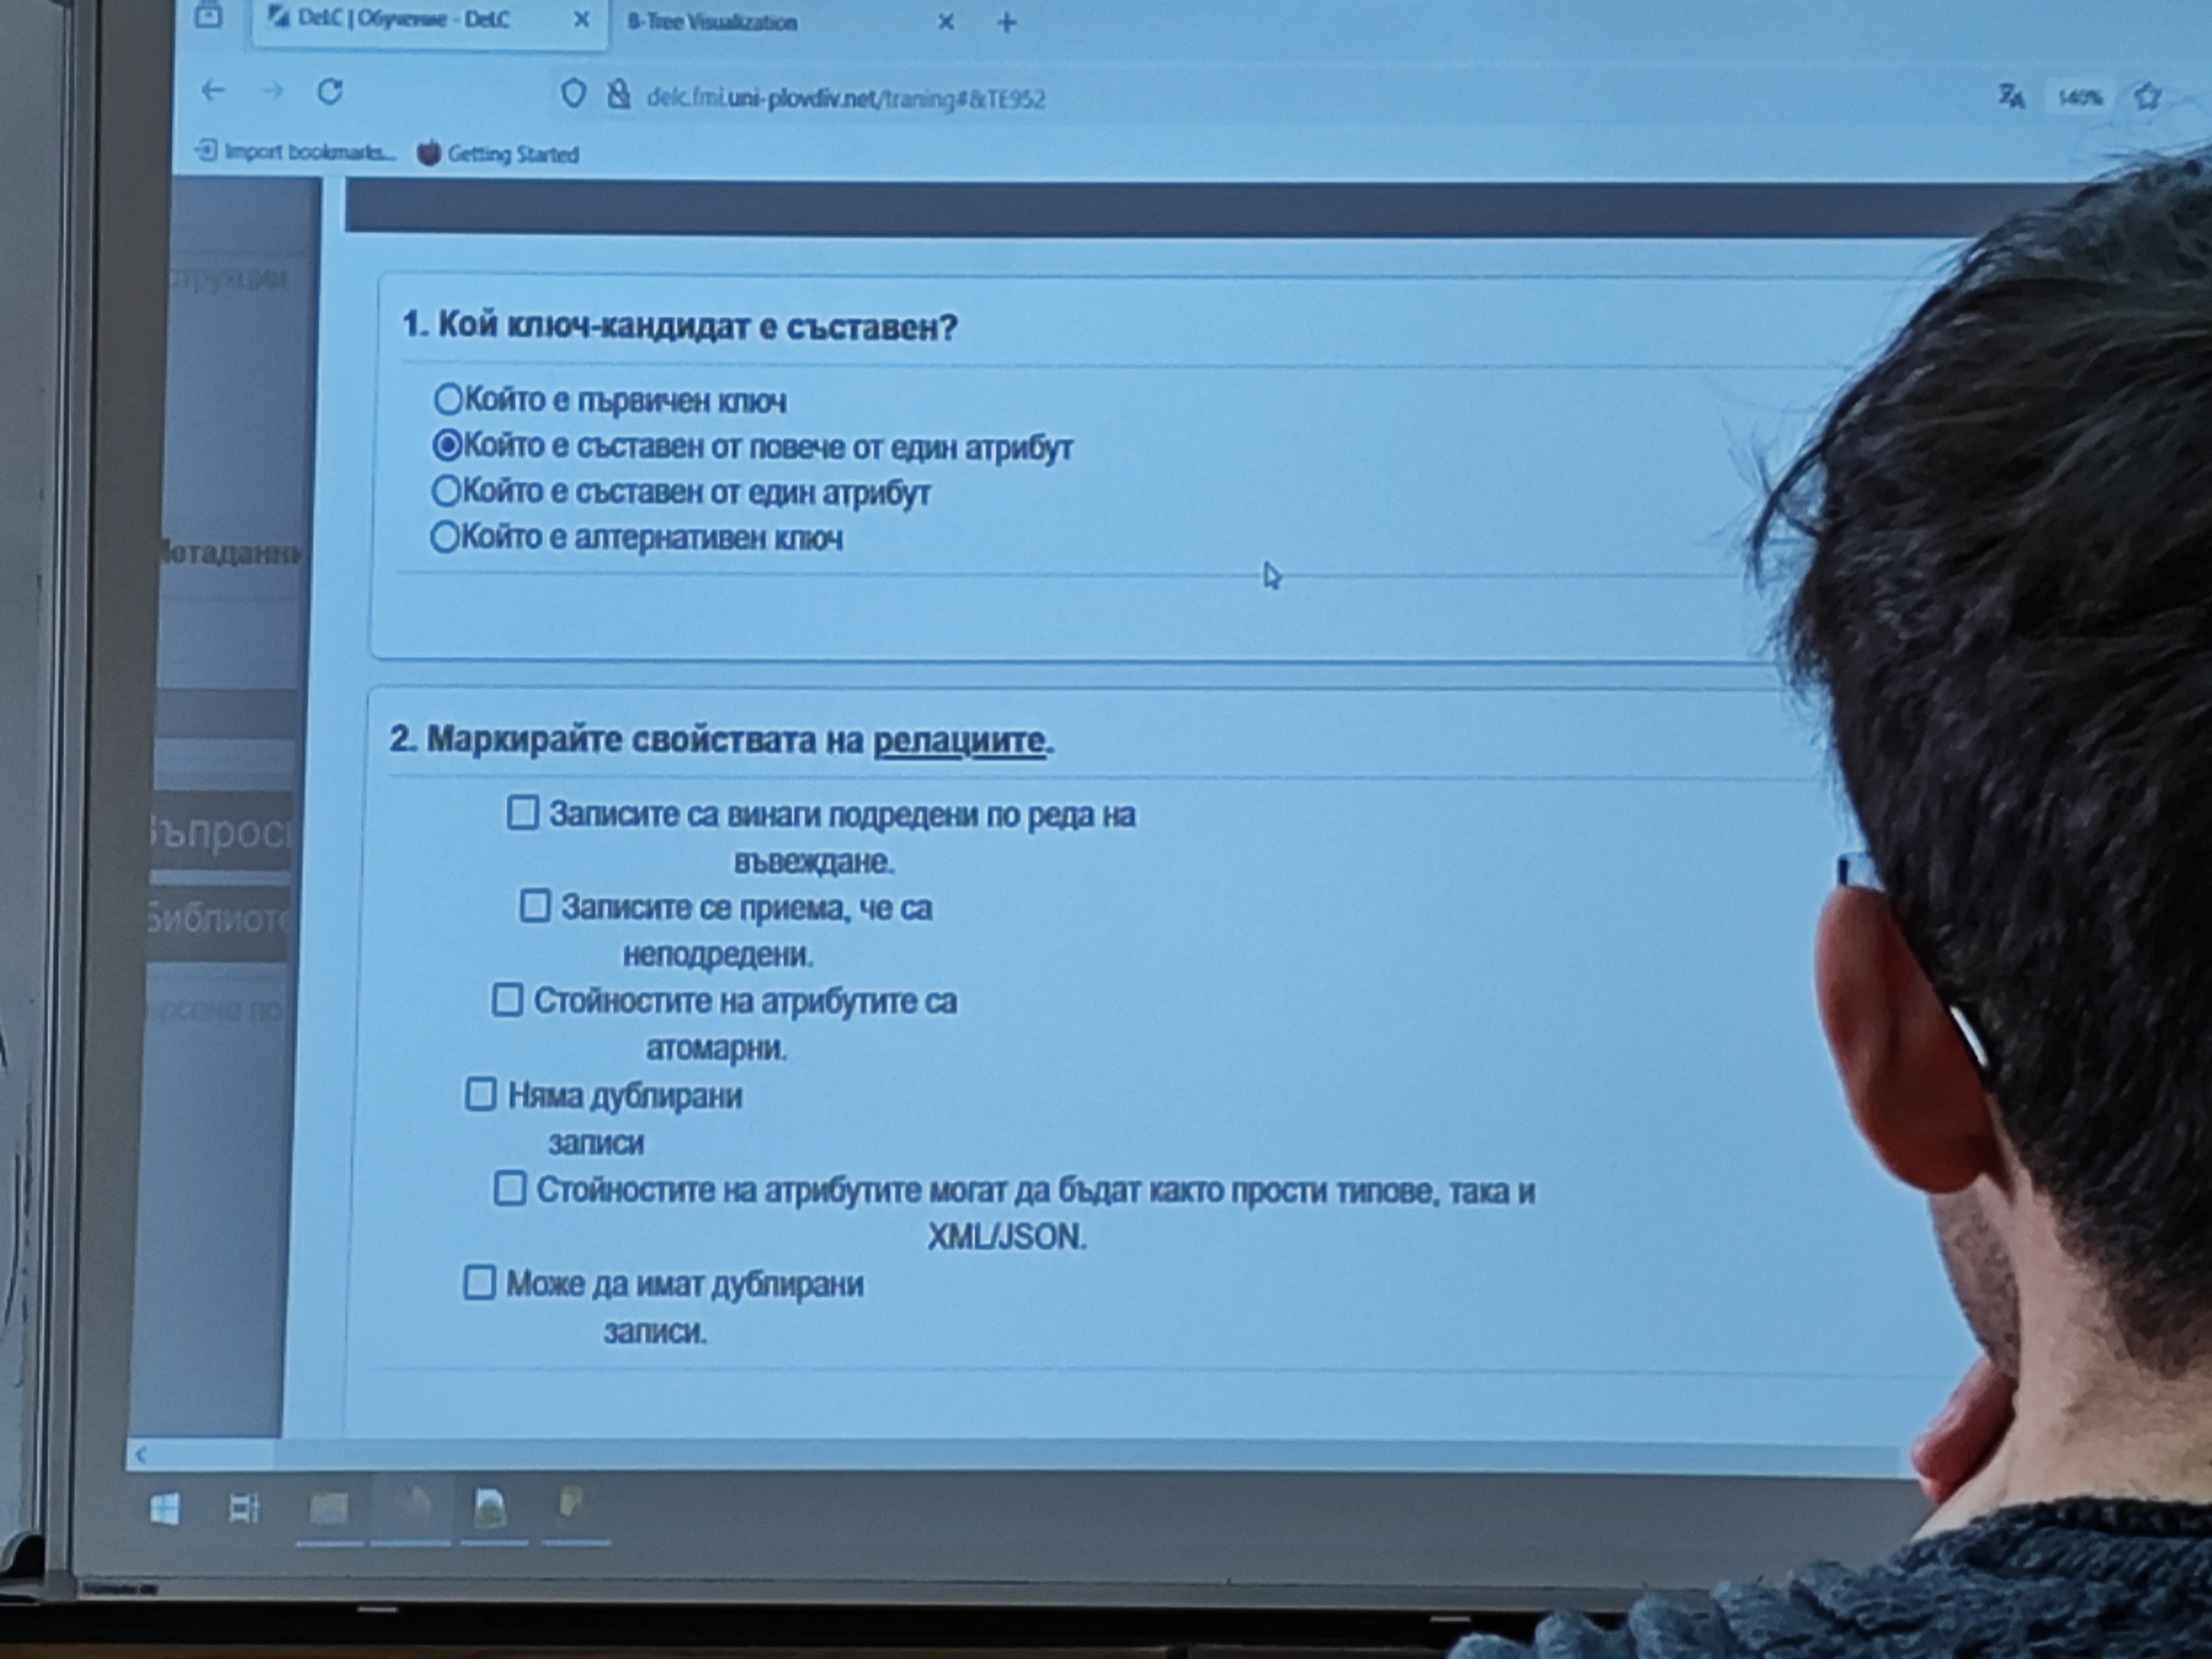 DeLC | Обучение - DeLC
B-Tree Visualization
delc.fmi.uni-plovdiv.net/traning#&TE952
140%
Import bookmarks...
Getting Started
струкции
1. Кой ключ-кандидат е съставен?
Който е първичен ключ
Който е съставен от повече от един атрибут
Който е съставен от един атрибут
Който е алтернативен ключ
2. Маркирайте свойствата на релациите.
Записите са винаги подредени по реда на
въвеждане.
Записите се приема, че са
неподредени.
Стойностите на атрибутите са
атомарни.
Няма дублирани
записи
Стойностите на атрибутите могат да бъдат както прости типове, така и
XML/JSON.
Може да имат дублирани
записи.